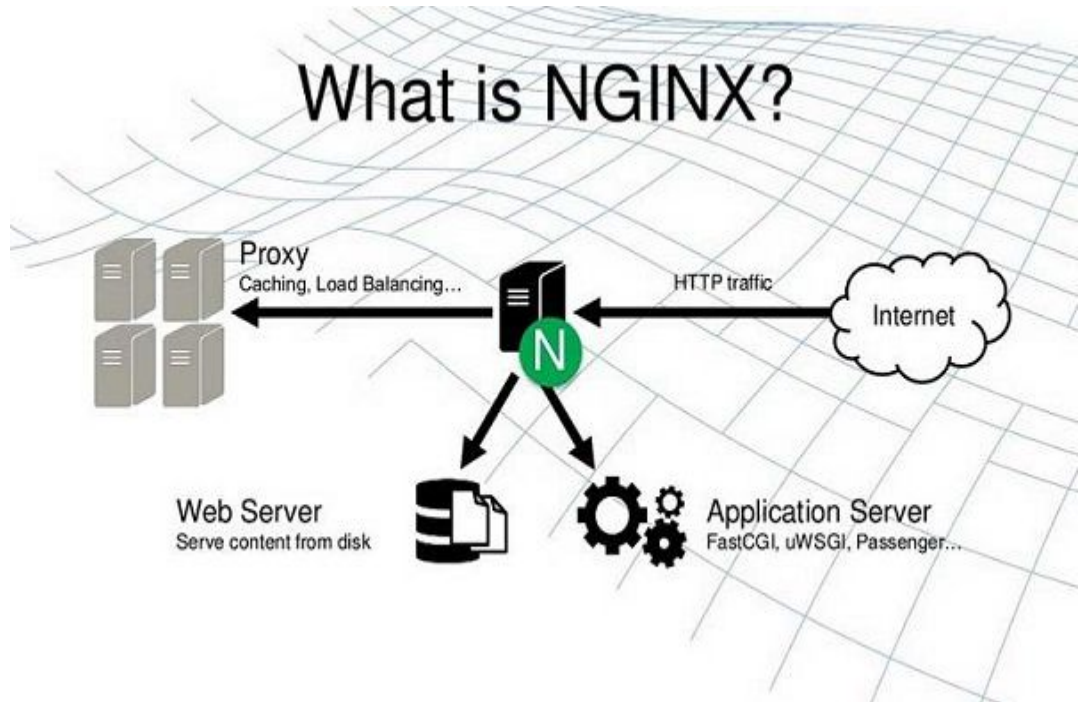 What is NGINX?
Proxy
Caching, Load Balancing...
HTTP traffic
Internet
N
Web Server
Serve content from disk
Application Server
FastCGI, uWSGI, Passenger...